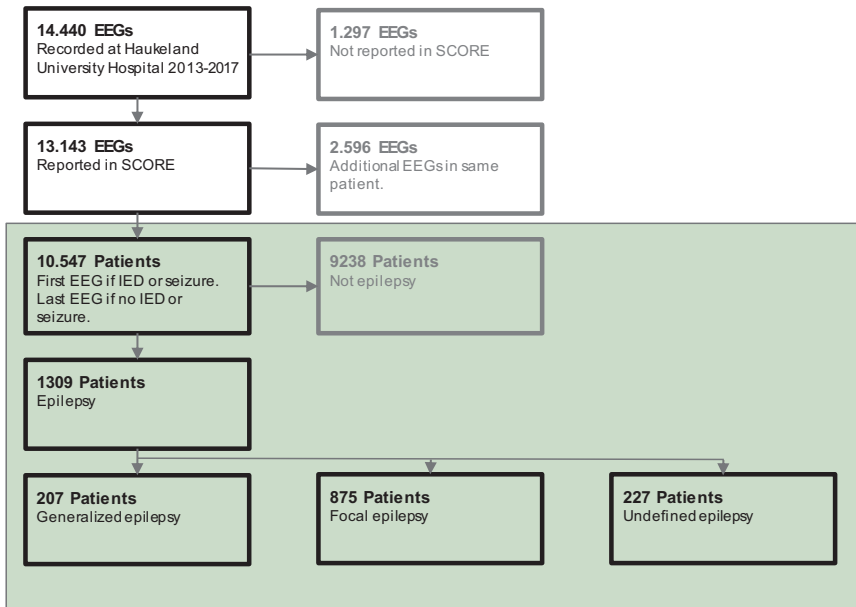 14.440 EEGs
Recorded at Haukeland
University Hospital 2013-2017
1.297 EEGs
Not reported in SCORE
13.143 EEGs
Reported in SCORE
2.596 EEGs
Additional EEGs in same
patient.
10.547 Patients
First EEG if IED or seizure.
Last EEG if no IED or
seizure.
9238 Patients
Not epilepsy
1309 Patients
Epilepsy
207 Patients
Generalized epilepsy
875 Patients
Focal epilepsy
227 Patients
Undefined epilepsy